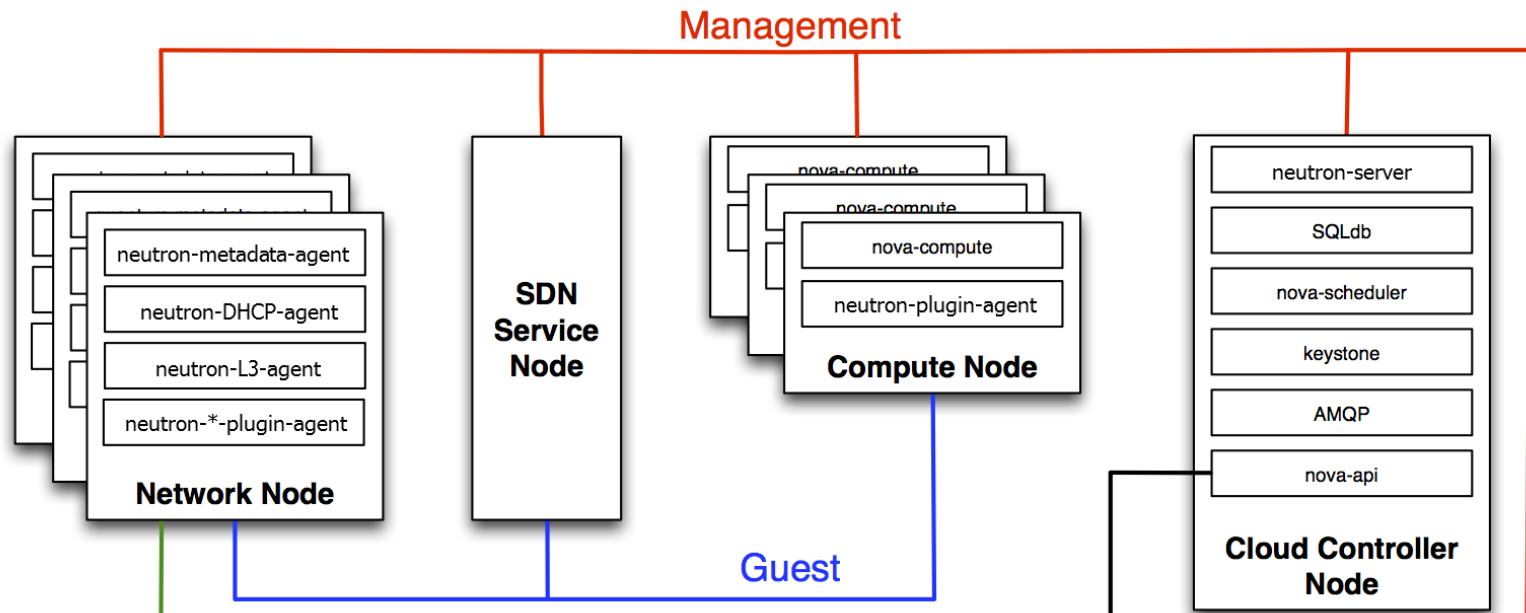 Management
neutron-metadata-agent
neutron-DHCP-agent
neutron-L3-agent
neutron-*-plugin-agent
Network Node
SDN
Service
Node
nova-compute
nova-compute
nova-compute
neutron-plugin-agent
Compute Node
neutron-server
SQLdb
nova-scheduler
keystone
AMQP
nova-api
Cloud Controller
Node
Guest